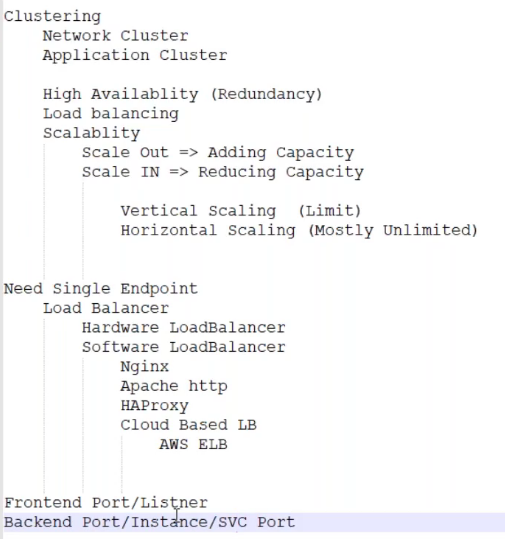 Clustering
Network Cluster
Application Cluster
High Availablity (Redundancy)
Load balancing
Scalablity
Scale Out => Adding Capacity
Scale IN => Reducing Capacity
Vertical Scaling (Limit)
Horizontal Scaling (Mostly Unlimited)
Need Single Endpoint
Load Balancer
Hardware LoadBalancer
Software LoadBalancer
Nginx
Apache http
HAProxy
Cloud Based LB
AWS ELB
Frontend Port/Listner
Backend Port/Instance/SVC Port